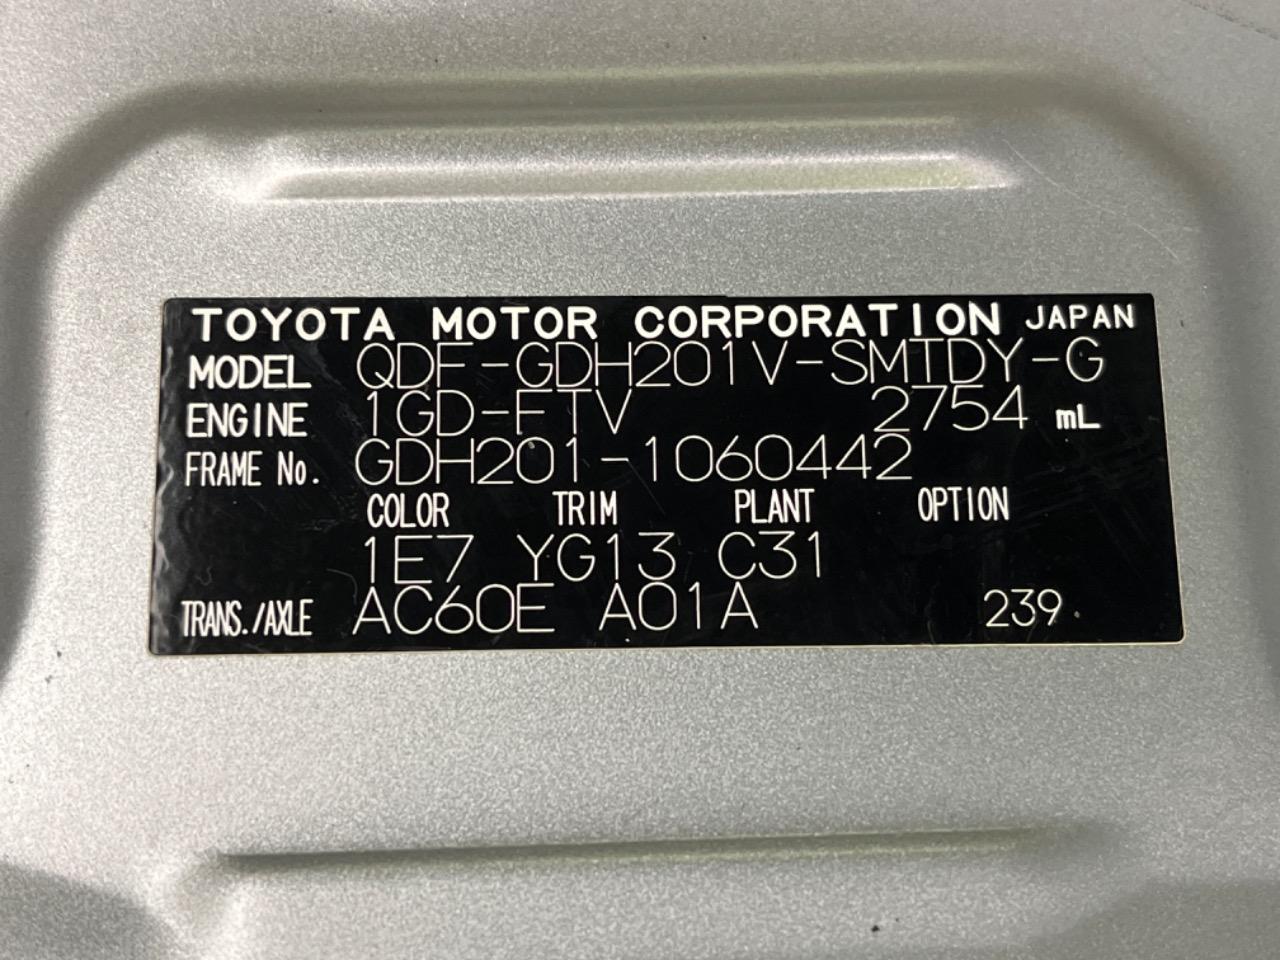 TOYOTA MOTOR CORPORATION JAPAN
MODEL QDF-GDH201V-SMTDY-G
ENGINE 1GD-FTV 2754 mL
FRAME No. GDH201-1060442
COLOR TRIM PLANT OPTION
1E7 YG13 C31
TRANS./AXLE AC60E A01A 239